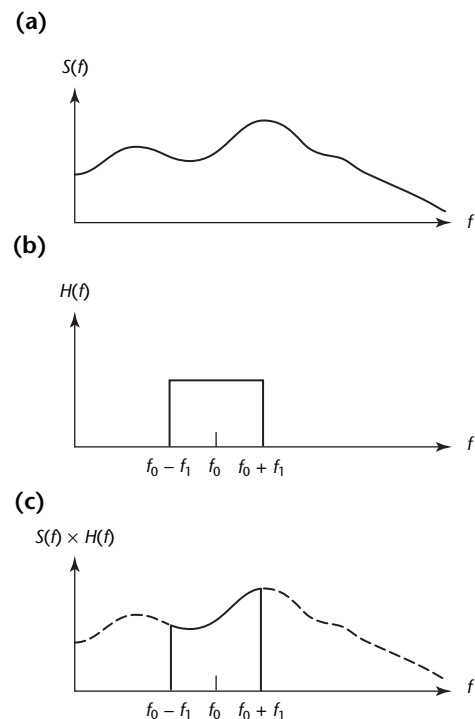 (a)
S(f)
f
(b)
H(f)
f
f₀ – f₁ f₀ f₀ + f₁
(c)
S(f) × H(f)
f
f₀ – f₁ f₀ f₀ + f₁